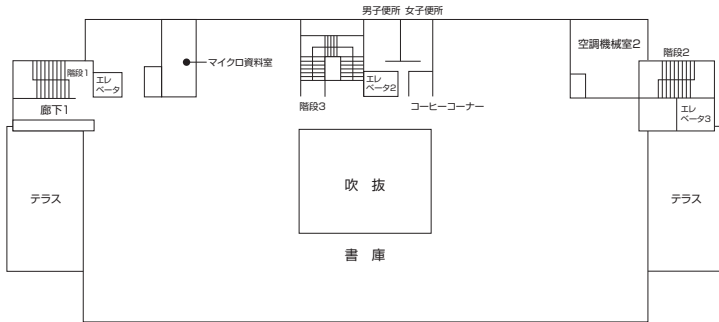 男子便所 女子便所
空調機械室2
階段2
マイクロ資料室
階段1
エレ
ベータ
エレ
ベータ2
階段3
コーヒーコーナー
廊下1
エレ
ベータ3
吹 抜
テラス
テラス
書 庫